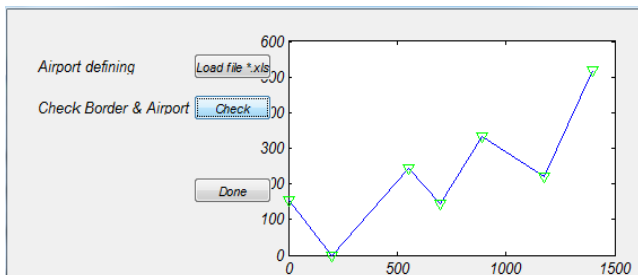 600
Airport defining
Load file *.xls
500
Check Border & Airport
Check
00
300
Done
200
100
0
0
500
1000
1500